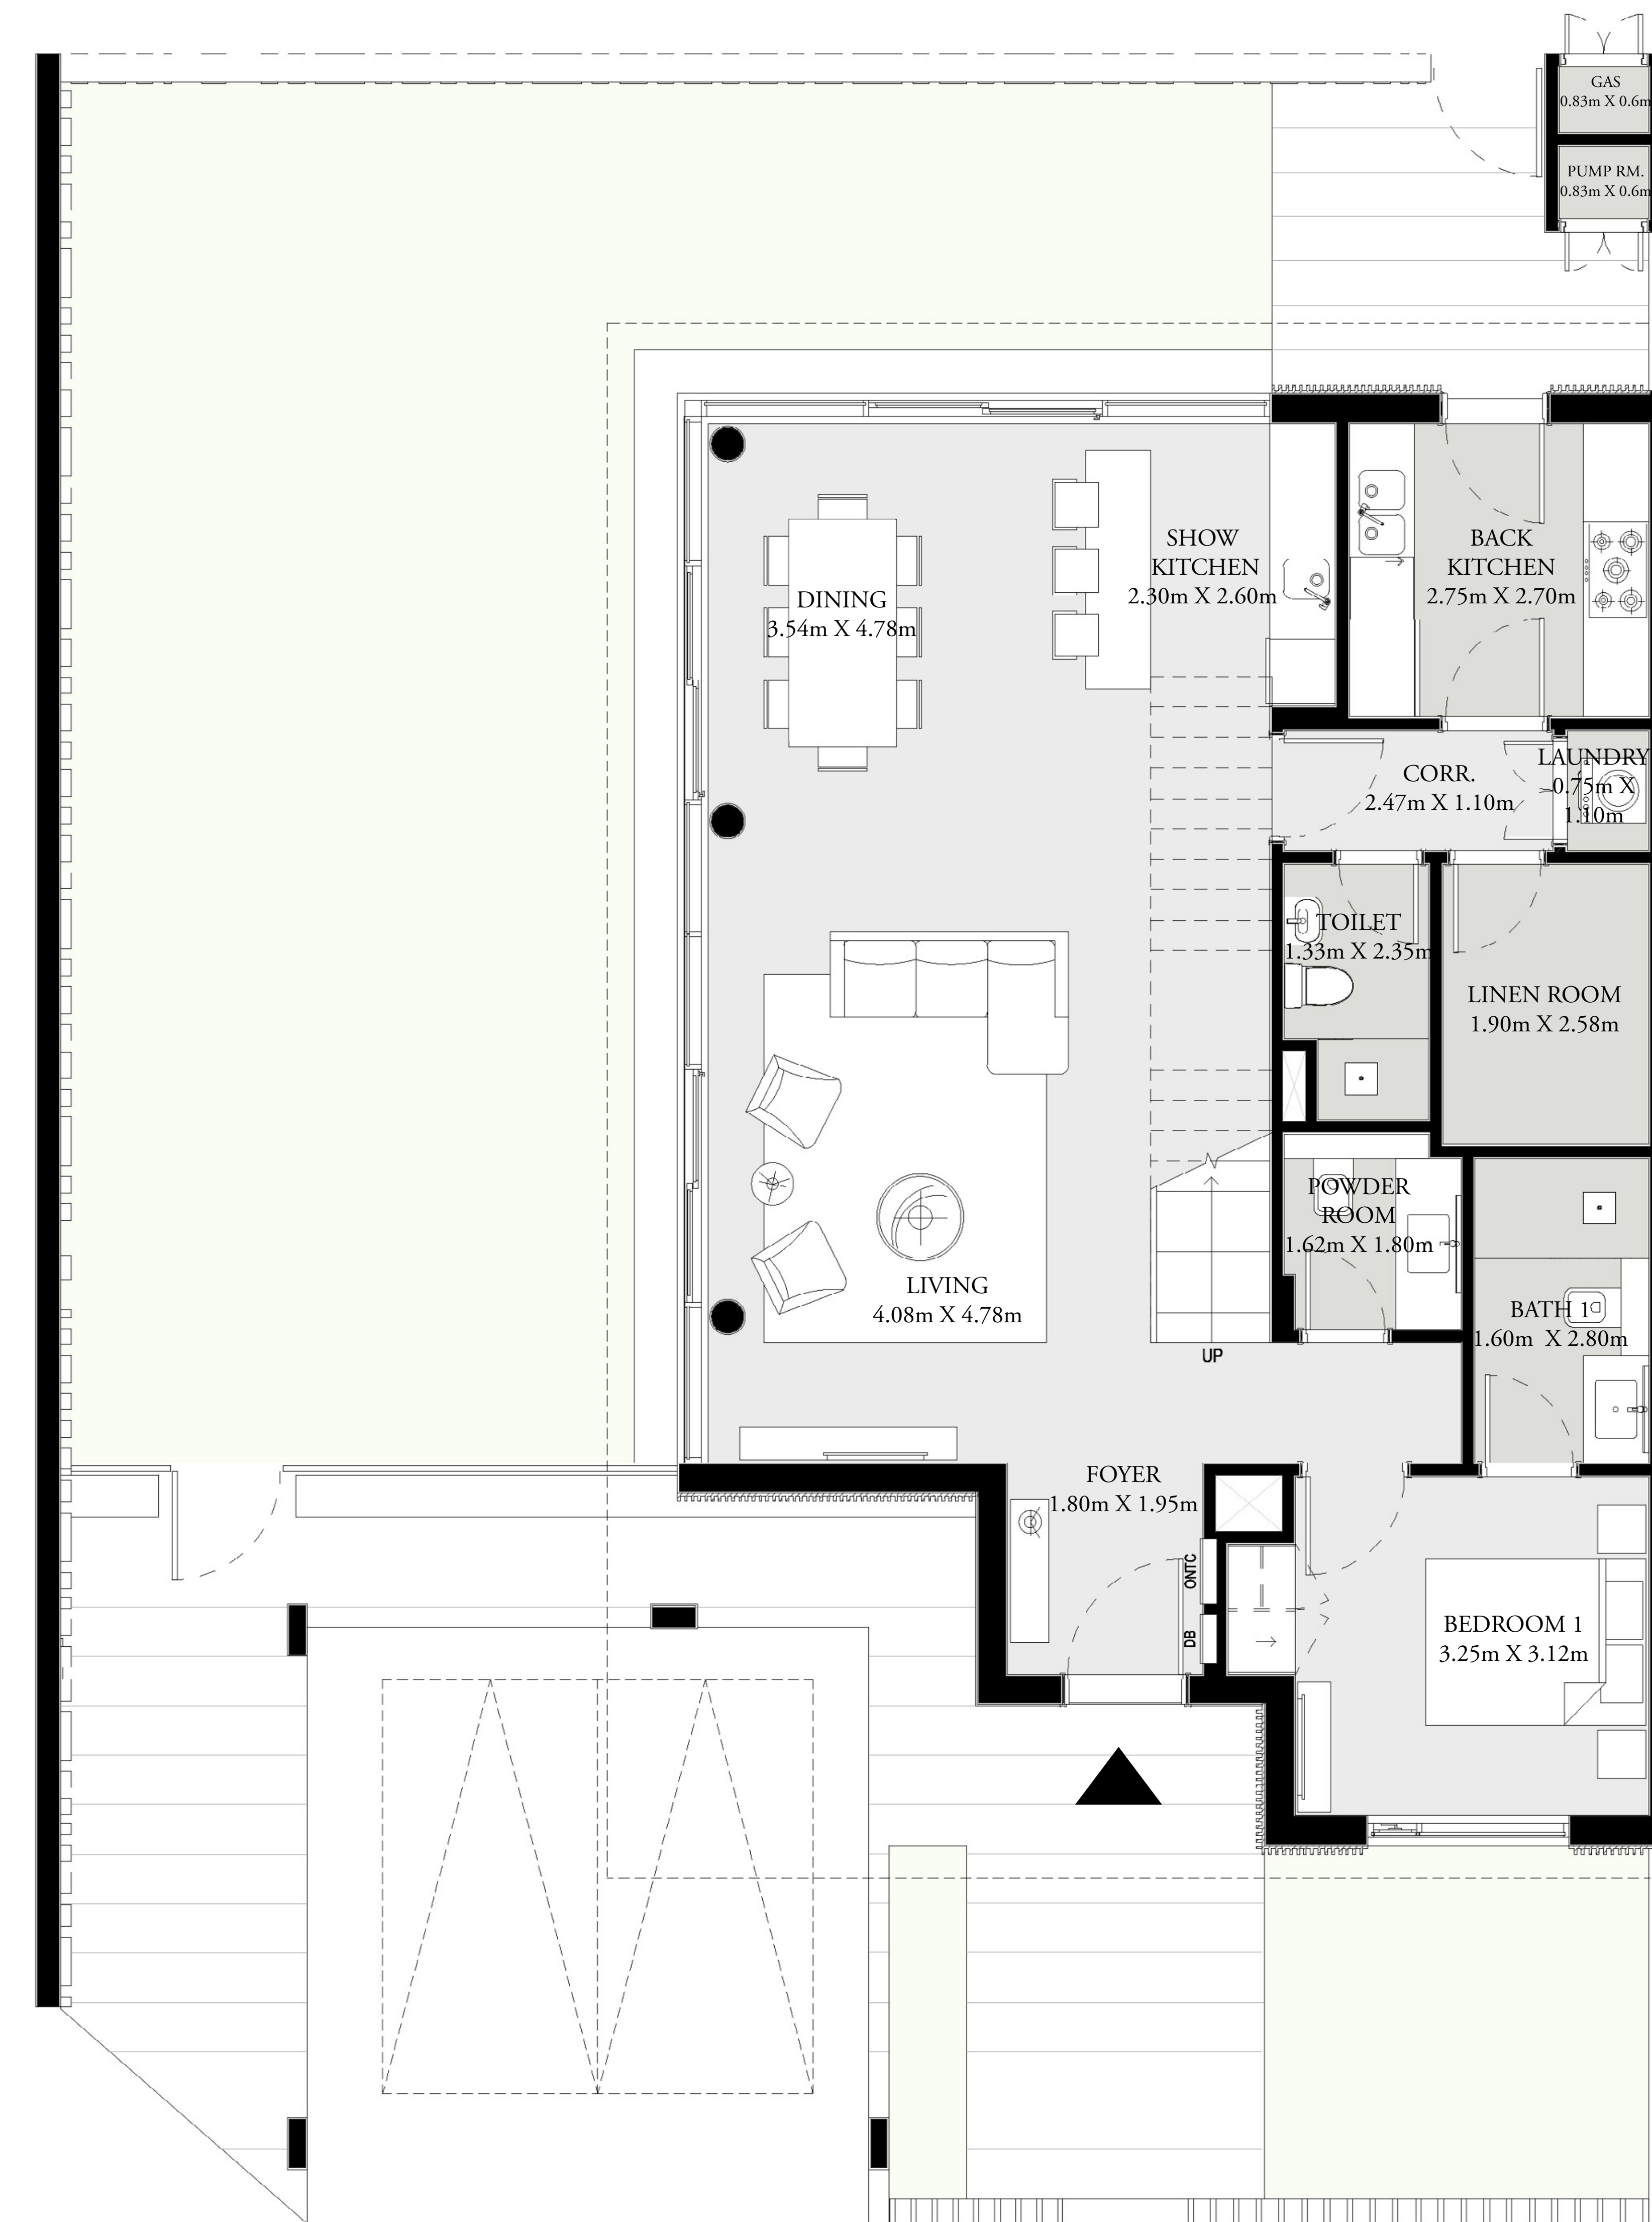 GAS
0.83m X 0.6m
PUMP RM.
0.83m X 0.6m
SHOW
KITCHEN
2.30m X 2.60m
BACK
KITCHEN
2.75m X 2.70m
DINING
3.54m X 4.78m
CORR.
2.47m X 1.10m
LAUNDRY
0.75m X
1.10m
TOILET
1.33m X 2.35m
LINEN ROOM
1.90m X 2.58m
POWDER
ROOM
1.62m X 1.80m
LIVING
4.08m X 4.78m
BATH 1
1.60m X 2.80m
UP
FOYER
1.80m X 1.95m
ONTC
DB
BEDROOM 1
3.25m X 3.12m